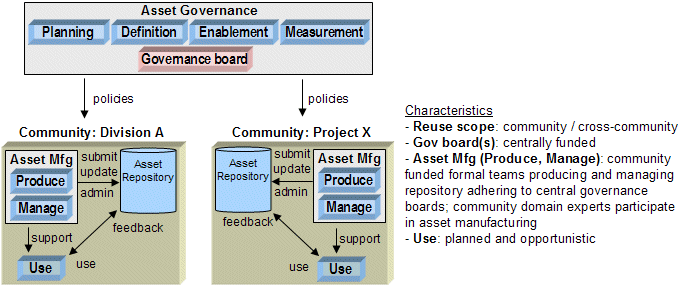 Asset Governance
Planning
Definition
Enablement
Measurement
Governance board
policies
policies
Community: Division A
Asset Mfg
Produce
Manage
submit
update
admin
Asset
Repository
support
feedback
use
Use
Community: Project X
Asset
Repository
submit
update
admin
Asset Mfg
Produce
Manage
feedback
support
use
Use
Characteristics
- Reuse scope: community / cross-community
- Gov board(s): centrally funded
- Asset Mfg (Produce, Manage): community
funded formal teams producing and managing
repository adhering to central governance
boards; community domain experts participate
in asset manufacturing
- Use: planned and opportunistic